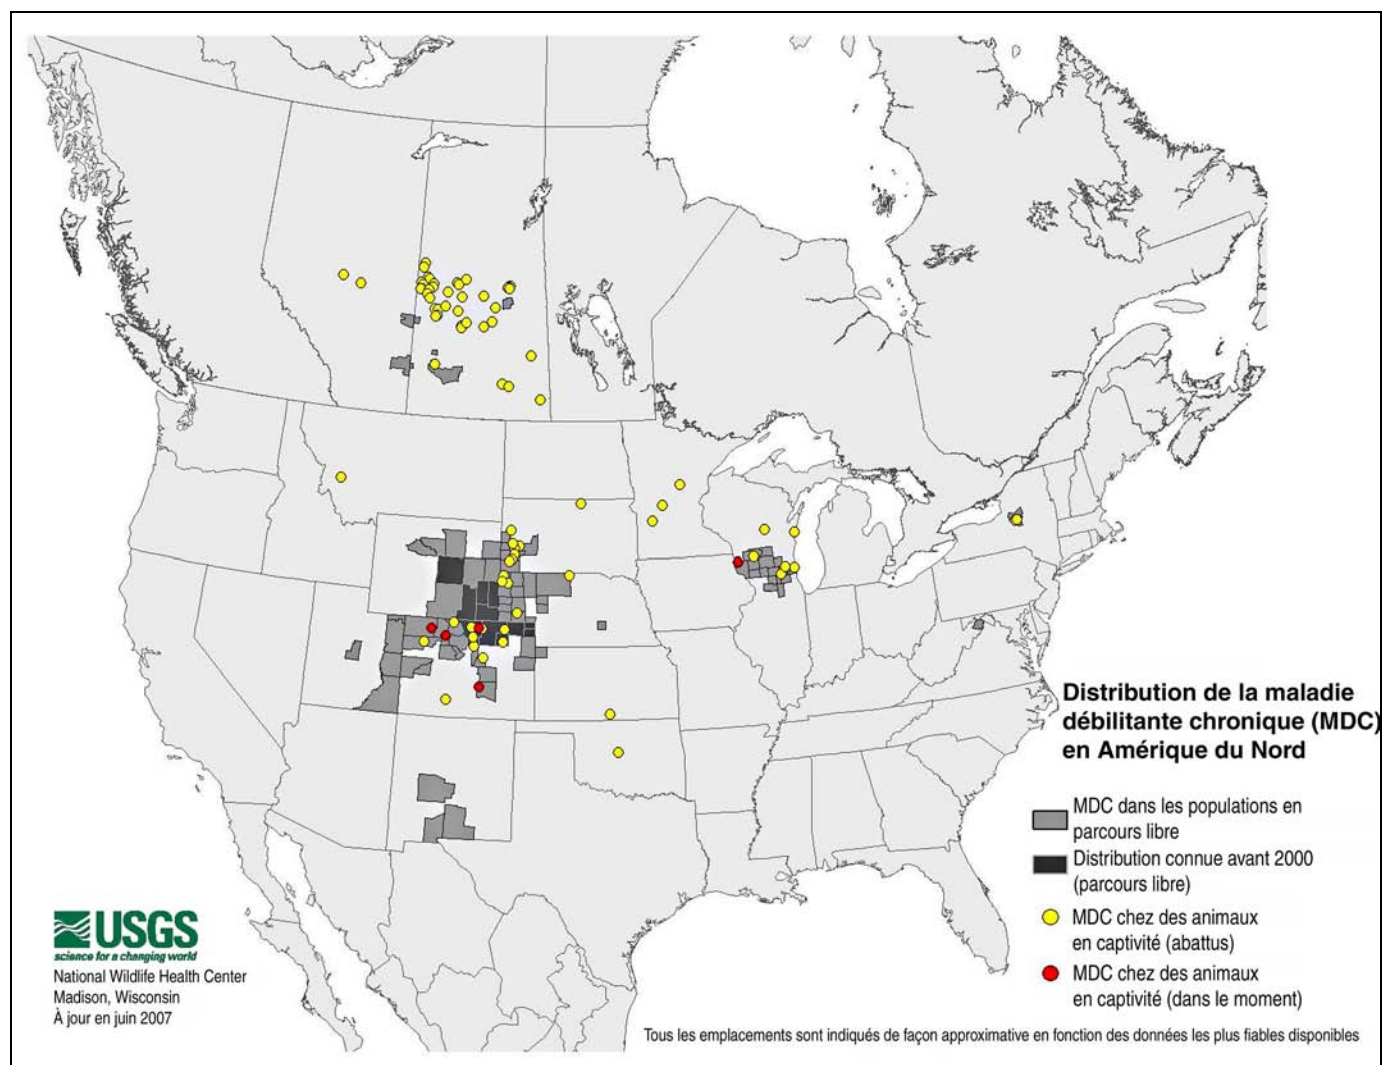 Distribution de la maladie
débilitante chronique (MDC)
en Amérique du Nord
MDC dans les populations en
parcours libre
Distribution connue avant 2000
(parcours libre)
MDC chez des animaux
en captivité (abattus)
MDC chez des animaux
en captivité (dans le moment)
USGS
science for a changing world
National Wildlife Health Center
Madison, Wisconsin
À jour en juin 2007
Tous les emplacements sont indiqués de façon approximative en fonction des données les plus fiables disponibles